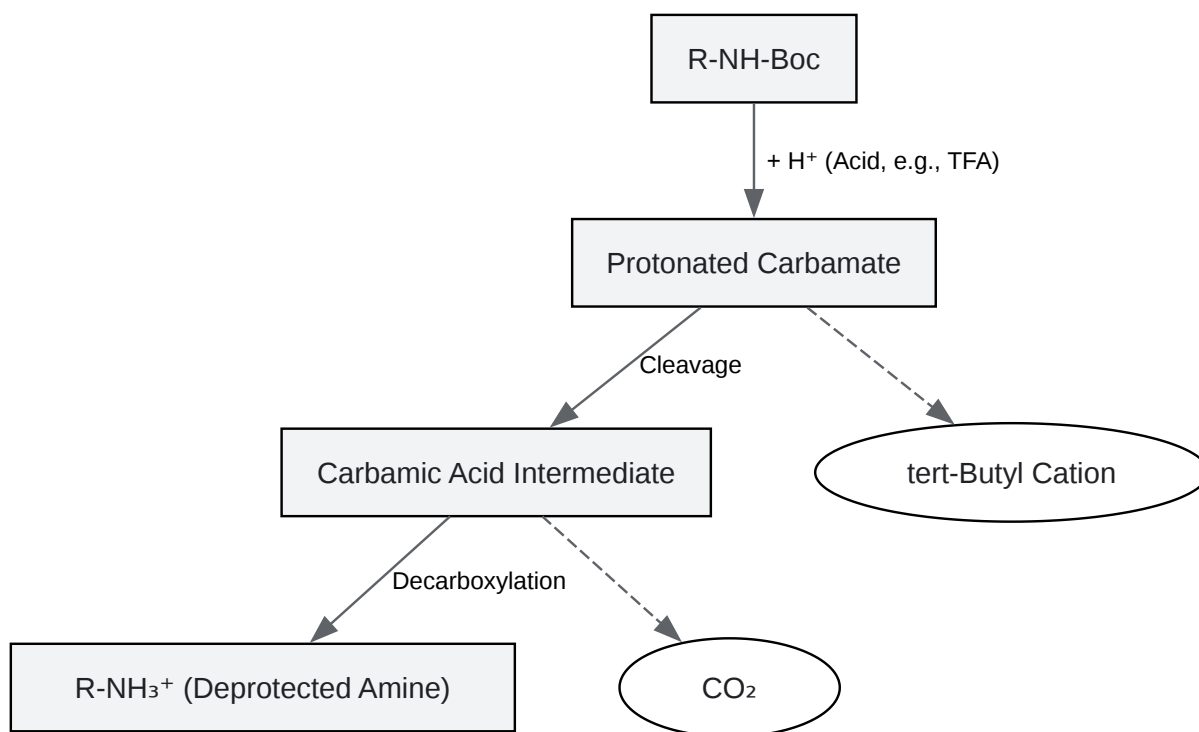 R-NH-Boc
+ H⁺ (Acid, e.g., TFA)
Protonated Carbamate
Cleavage
Carbamic Acid Intermediate
tert-Butyl Cation
Decarboxylation
R-NH₃⁺ (Deprotected Amine)
CO₂